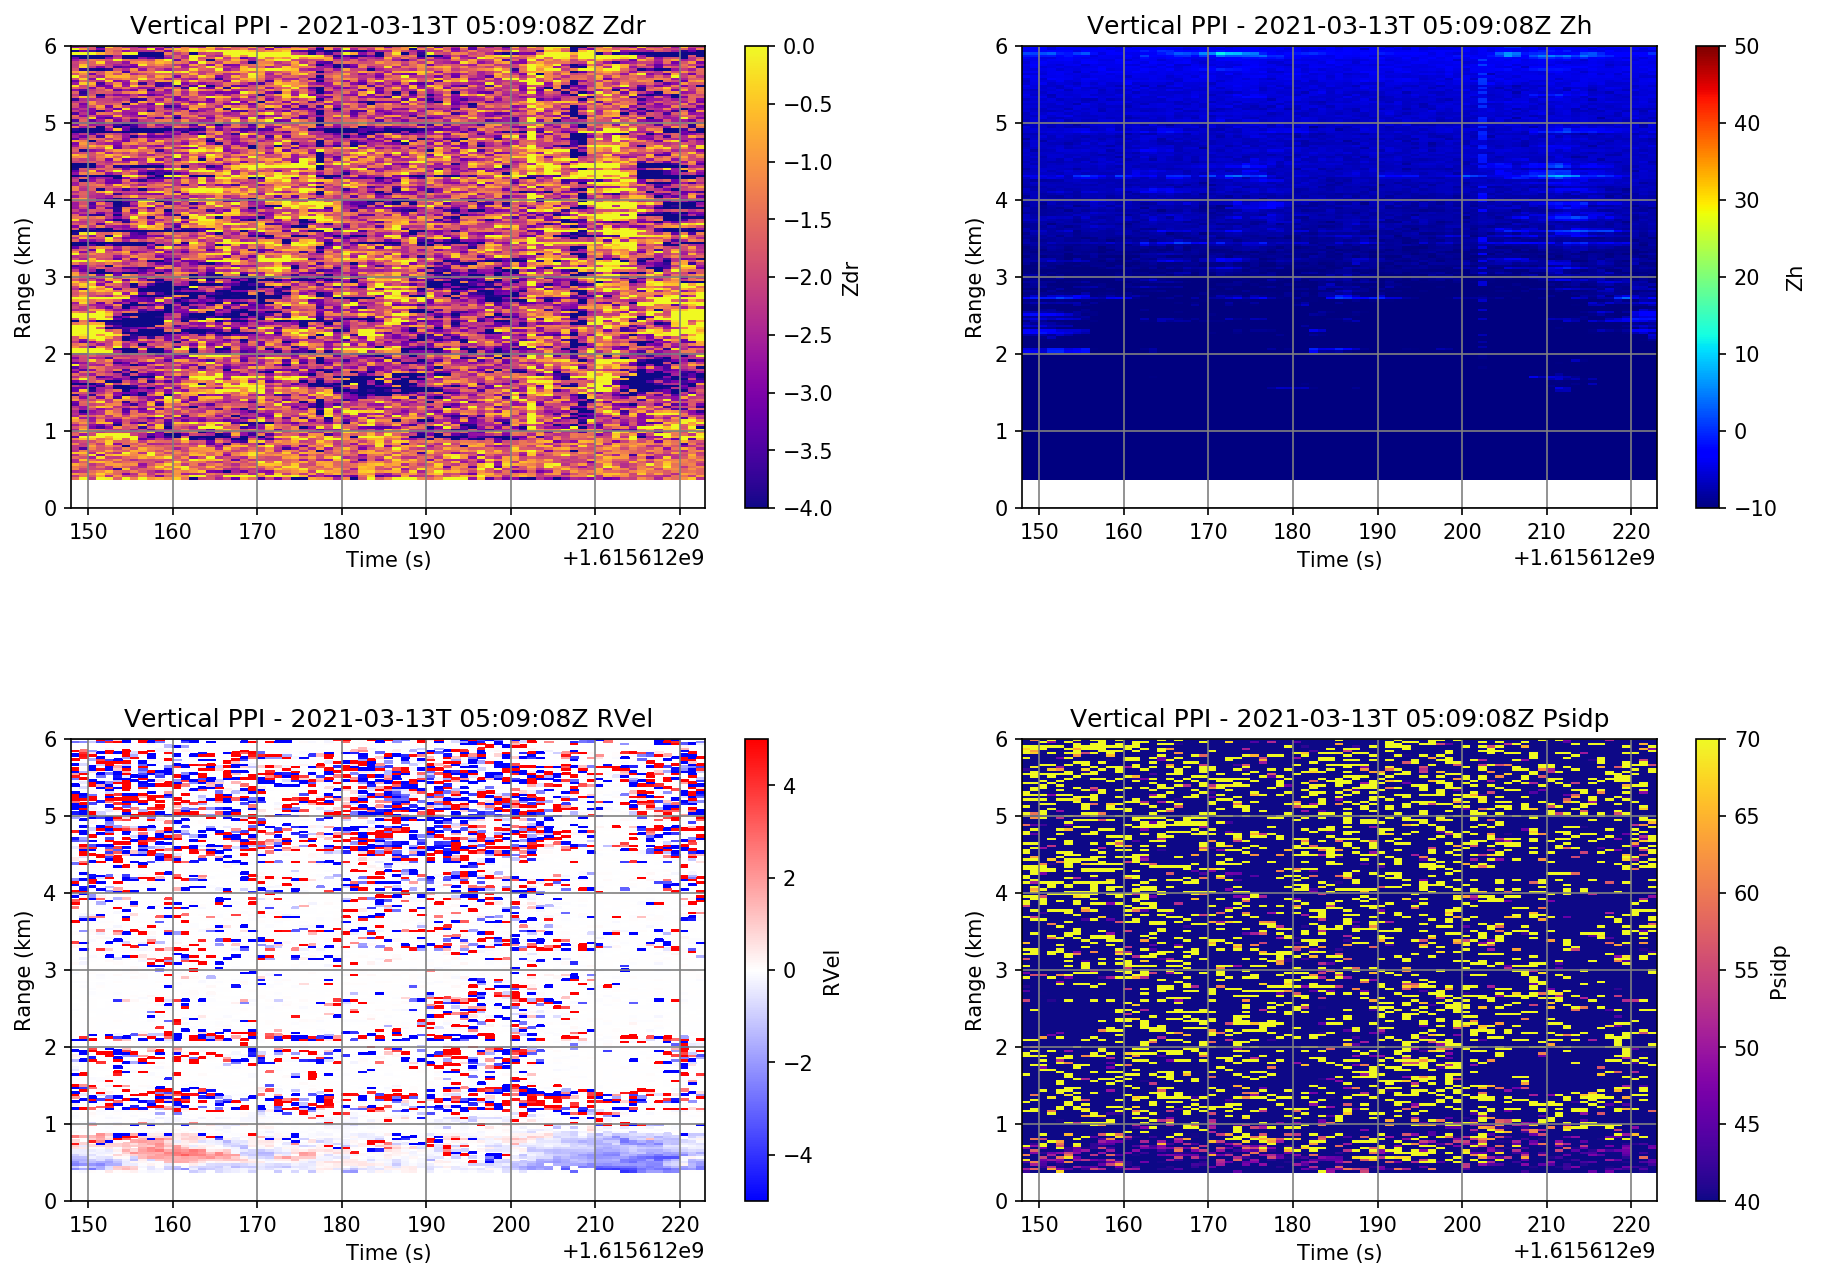 Vertical PPI - 2021-03-13T 05:09:08Z Zdr
6
5
4
3
2
1
0
Range (km)
150 160 170 180 190 200 210 220
Time (s)
+1.615612e9
0.0
−0.5
−1.0
−1.5
−2.0
−2.5
−3.0
−3.5
−4.0
Zdr
Vertical PPI - 2021-03-13T 05:09:08Z Zh
6
5
4
3
2
1
0
Range (km)
150 160 170 180 190 200 210 220
Time (s)
+1.615612e9
50
40
30
20
10
0
−10
Zh
Vertical PPI - 2021-03-13T 05:09:08Z RVel
6
5
4
3
2
1
0
Range (km)
150 160 170 180 190 200 210 220
Time (s)
+1.615612e9
4
2
0
−2
−4
RVel
Vertical PPI - 2021-03-13T 05:09:08Z Psidp
6
5
4
3
2
1
0
Range (km)
150 160 170 180 190 200 210 220
Time (s)
+1.615612e9
70
65
60
55
50
45
40
Psidp